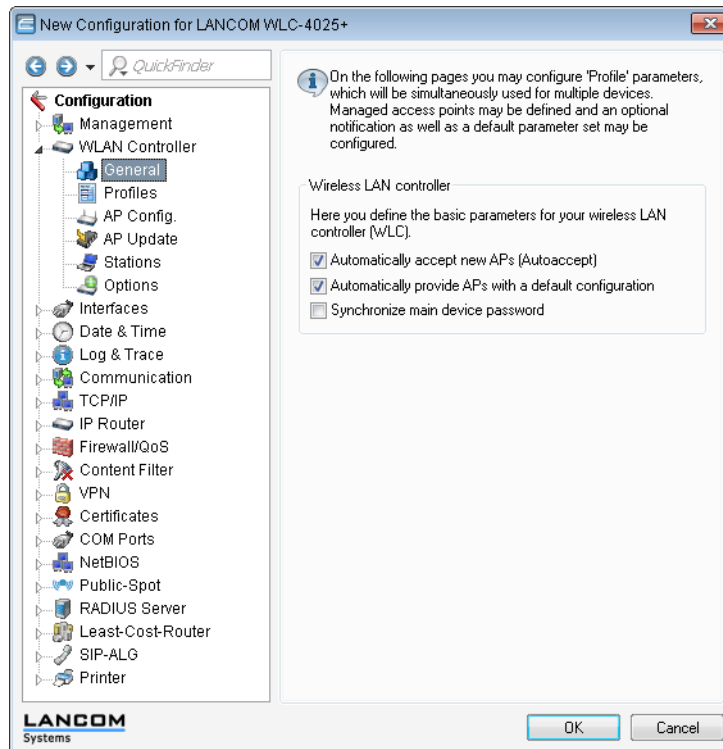 New Configuration for LANCOM WLC-4025+
QuickFinder
Configuration
Management
WLAN Controller
General
Profiles
AP Config.
AP Update
Stations
Options
Interfaces
Date & Time
Log & Trace
Communication
TCP/IP
IP Router
Firewall/QoS
Content Filter
VPN
Certificates
COM Ports
NetBIOS
Public-Spot
RADIUS Server
Least-Cost-Router
SIP-ALG
Printer
On the following pages you may configure 'Profile' parameters,
which will be simultaneously used for multiple devices.
Managed access points may be defined and an optional
notification as well as a default parameter set may be
configured.
Wireless LAN controller
Here you define the basic parameters for your wireless LAN
controller (WLC).
Automatically accept new APs (Autoaccept)
Automatically provide APs with a default configuration
Synchronize main device password
LANCOM
Systems
OK
Cancel